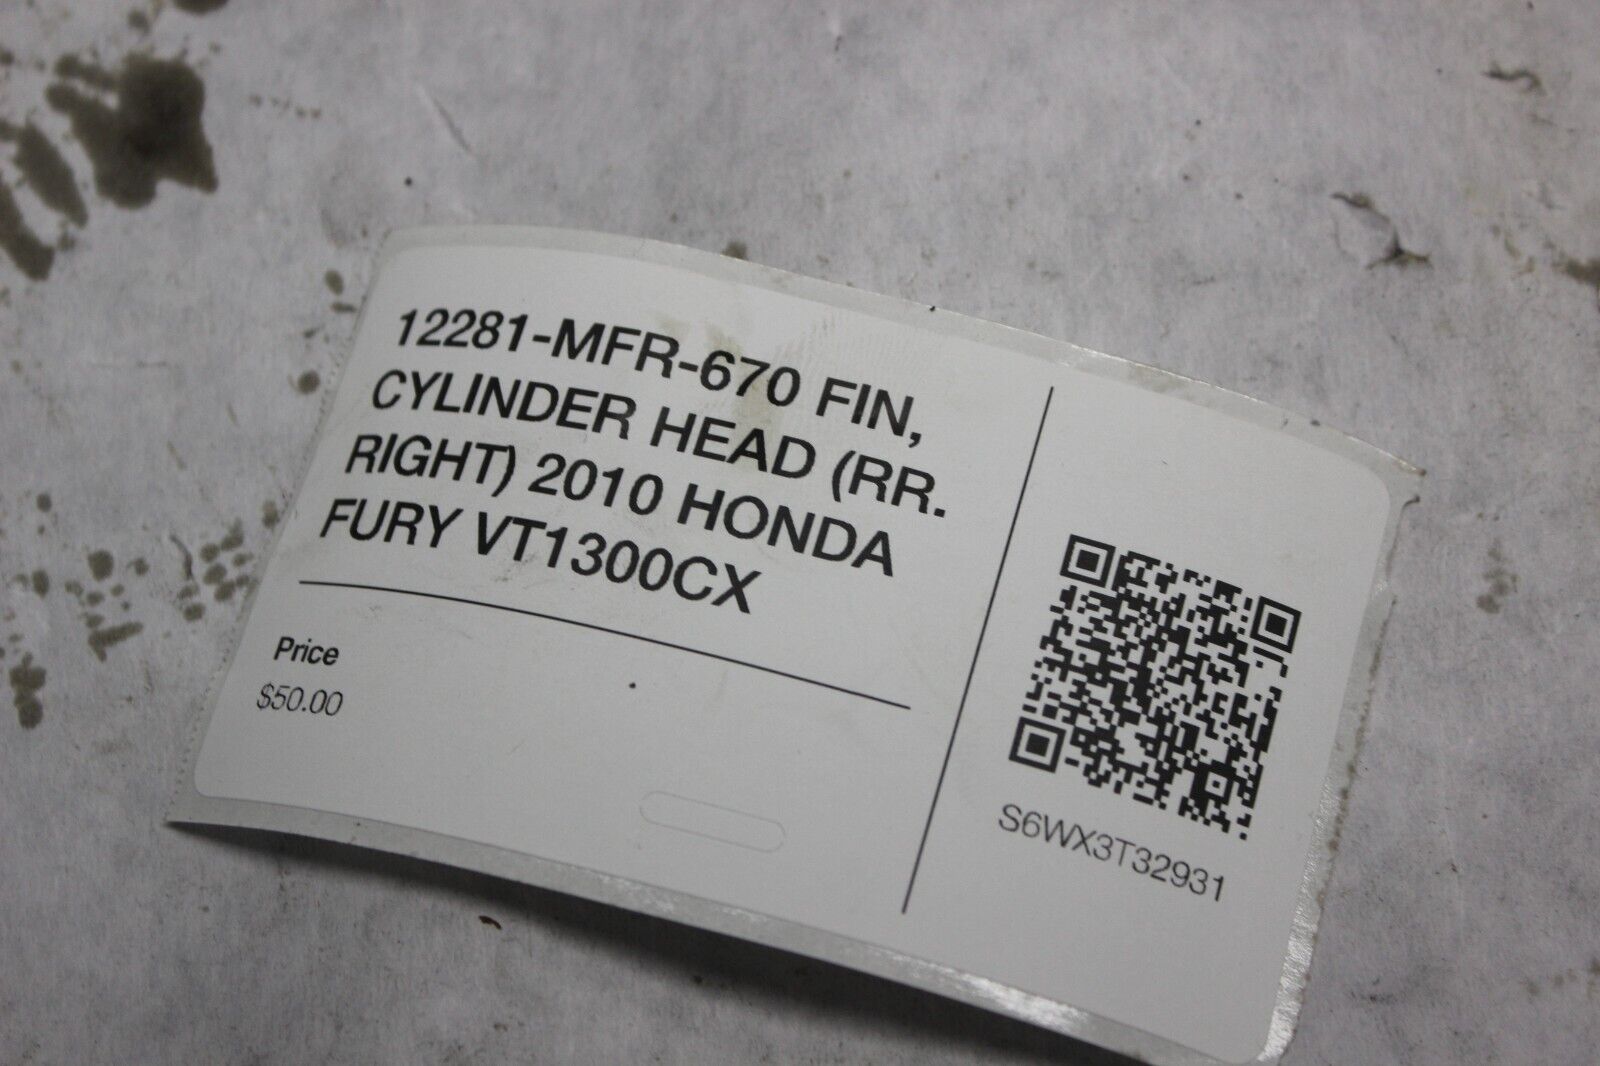 12281-MFR-670 FIN,
CYLINDER HEAD (RR.
RIGHT) 2010 HONDA
FURY VT1300CX
Price
$50.00
S6WX3T32931